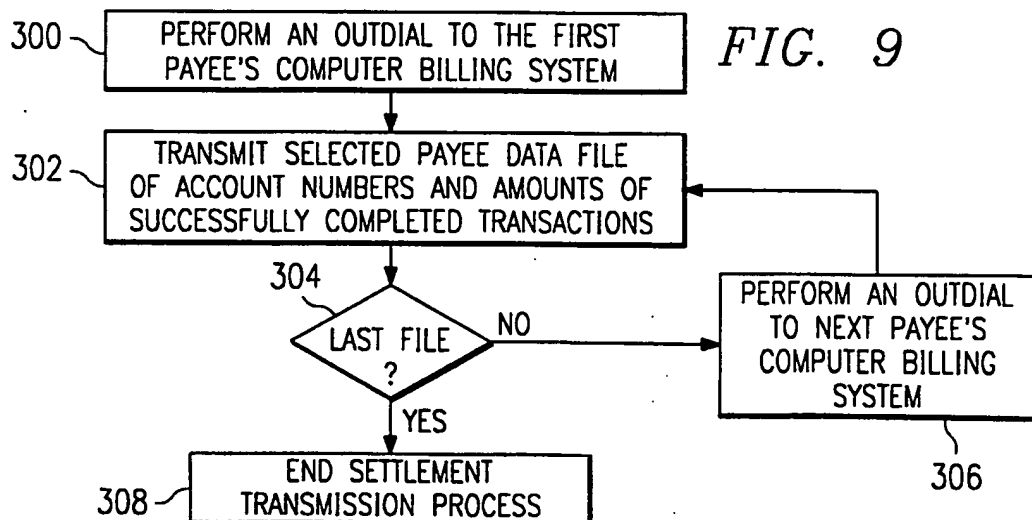 FIG. 9
300
PERFORM AN OUTDIAL TO THE FIRST
PAYEE'S COMPUTER BILLING SYSTEM
302
TRANSMIT SELECTED PAYEE DATA FILE
OF ACCOUNT NUMBERS AND AMOUNTS OF
SUCCESSFULLY COMPLETED TRANSACTIONS
304
LAST FILE
?
NO
YES
PERFORM AN OUTDIAL
TO NEXT PAYEE'S
COMPUTER BILLING
SYSTEM
306
308
END SETTLEMENT
TRANSMISSION PROCESS